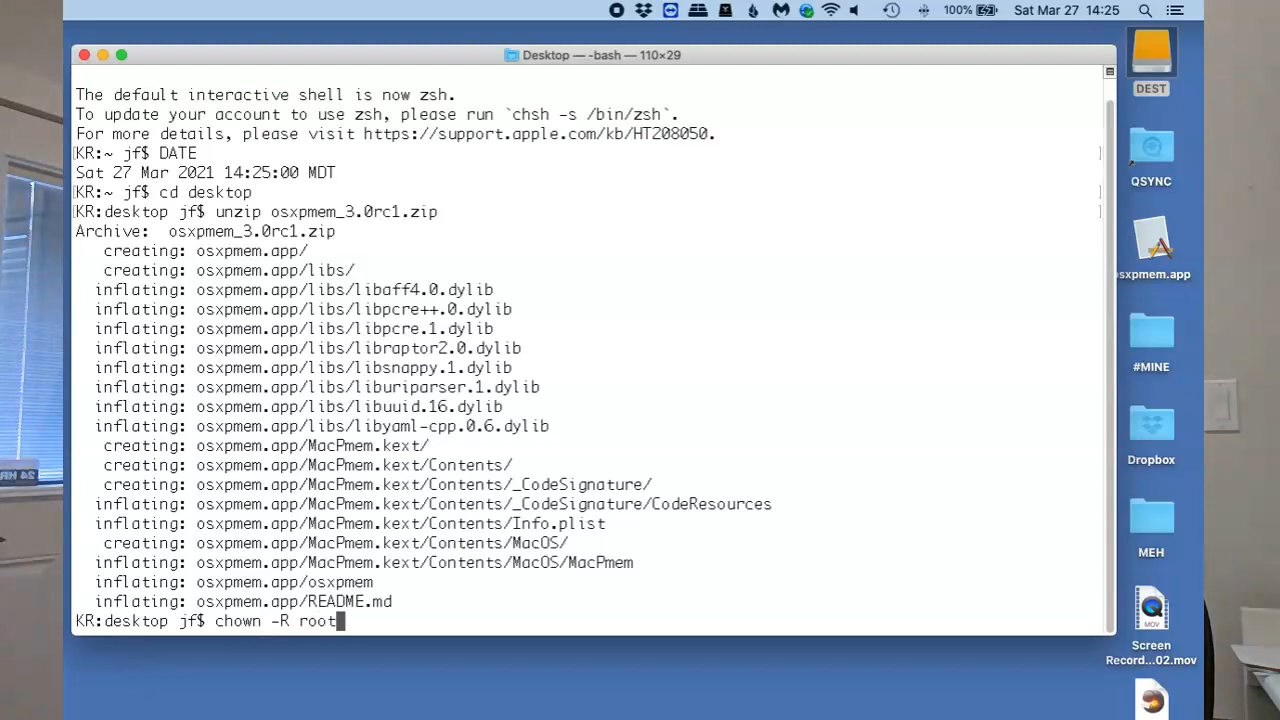 100%
Sat Mar 27 14:25
Desktop — -bash — 110×29
The default interactive shell is now zsh.
To update your account to use zsh, please run `chsh -s /bin/zsh`.
For more details, please visit https://support.apple.com/kb/HT208050.
KR:~ jf$ DATE
Sat 27 Mar 2021 14:25:00 MDT
KR:~ jf$ cd desktop
KR:desktop jf$ unzip osxpmem_3.0rc1.zip
Archive:  osxpmem_3.0rc1.zip
creating: osxpmem.app/
creating: osxpmem.app/libs/
inflating: osxpmem.app/libs/libaff4.0.dylib
inflating: osxpmem.app/libs/libpcre++.0.dylib
inflating: osxpmem.app/libs/libpcre.1.dylib
inflating: osxpmem.app/libs/libraptor2.0.dylib
inflating: osxpmem.app/libs/libsnappy.1.dylib
inflating: osxpmem.app/libs/liburiparser.1.dylib
inflating: osxpmem.app/libs/libuuid.16.dylib
inflating: osxpmem.app/libs/libyaml-cpp.0.6.dylib
creating: osxpmem.app/MacPmem.kext/
creating: osxpmem.app/MacPmem.kext/Contents/
creating: osxpmem.app/MacPmem.kext/Contents/_CodeSignature/
inflating: osxpmem.app/MacPmem.kext/Contents/_CodeSignature/CodeResources
inflating: osxpmem.app/MacPmem.kext/Contents/Info.plist
creating: osxpmem.app/MacPmem.kext/Contents/MacOS/
inflating: osxpmem.app/MacPmem.kext/Contents/MacOS/MacPmem
inflating: osxpmem.app/osxpmem
inflating: osxpmem.app/README.md
KR:desktop jf$ chown -R root
DEST
QSYNC
sxpmem.app
#MINE
Dropbox
MEH
MOV
Screen
Record...02.mov